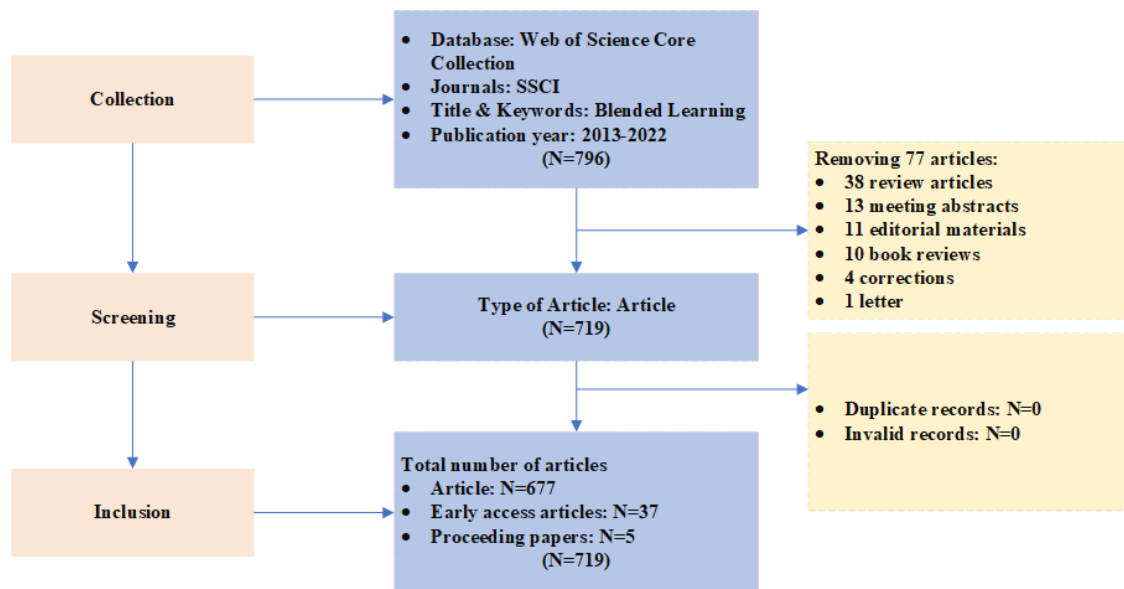 Collection
• Database: Web of Science Core
Collection
• Journals: SSCI
• Title & Keywords: Blended Learning
• Publication year: 2013-2022
(N=796)
Removing 77 articles:
• 38 review articles
• 13 meeting abstracts
• 11 editorial materials
• 10 book reviews
• 4 corrections
• 1 letter
Screening
Type of Article: Article
(N=719)
• Duplicate records: N=0
• Invalid records: N=0
Inclusion
Total number of articles
• Article: N=677
• Early access articles: N=37
• Proceeding papers: N=5
(N=719)